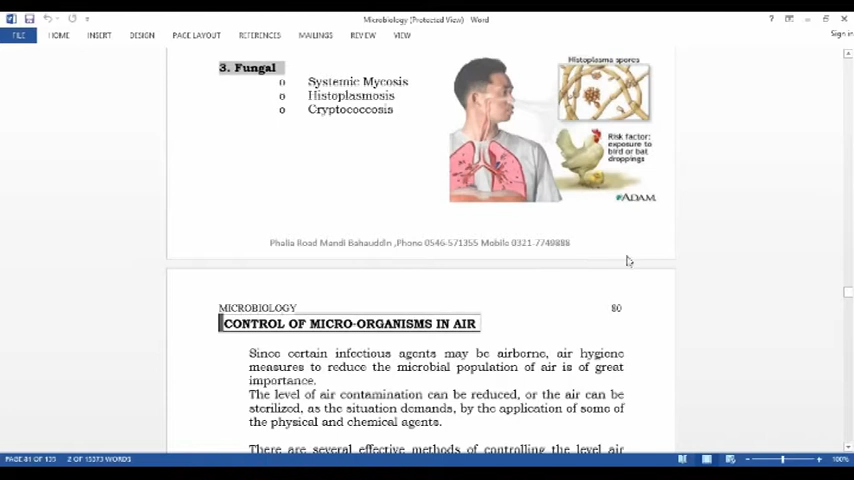 Microbiology (Protected View) - Word
Sign in
FILE HOME INSERT DESIGN PAGE LAYOUT REFERENCES MAILINGS REVIEW VIEW
3. Fungal
o Systemic Mycosis
o Histoplasmosis
o Cryptococcosis
Histoplasma spores
Risk factor:
exposure to
bird or bat
droppings
ADAM
Phalia Road Mandi Bahauddin ,Phone 0546-571355 Mobile 0321-7749888
MICROBIOLOGY 80
CONTROL OF MICRO-ORGANISMS IN AIR
Since certain infectious agents may be airborne, air hygiene
measures to reduce the microbial population of air is of great
importance.
The level of air contamination can be reduced, or the air can be
sterilized, as the situation demands, by the application of some of
the physical and chemical agents.
There are several effective methods of controlling the level air
PAGE 81 OF 135 2 OF 15373 WORDS 100%